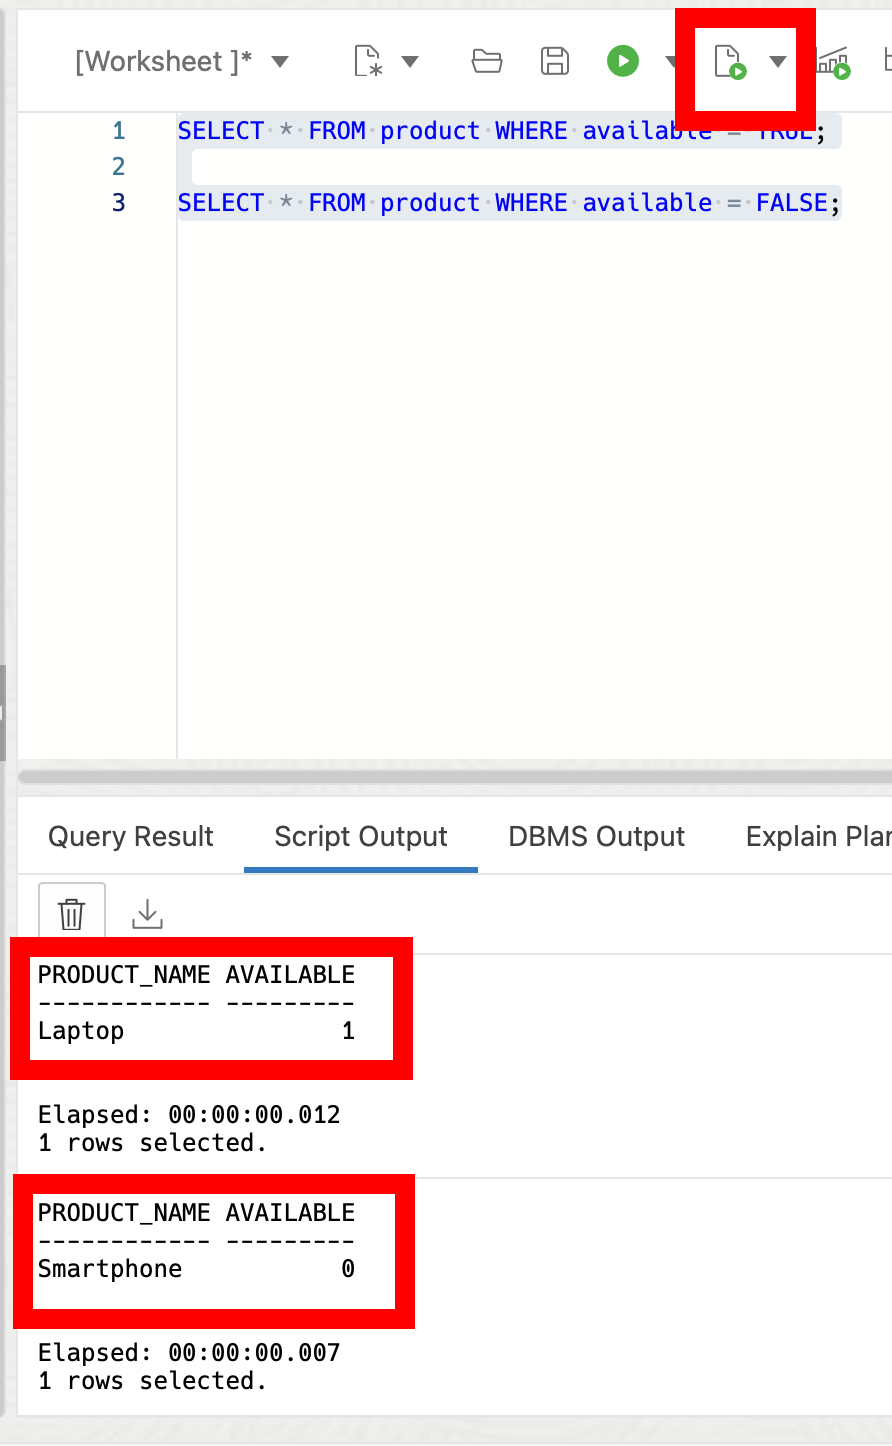 [Worksheet ]*
1 SELECT * FROM product WHERE available = TRUE;
2
3 SELECT * FROM product WHERE available = FALSE;
Query Result Script Output DBMS Output Explain Plan
PRODUCT_NAME AVAILABLE
------------ ---------
Laptop 1
Elapsed: 00:00:00.012
1 rows selected.
PRODUCT_NAME AVAILABLE
------------ ---------
Smartphone 0
Elapsed: 00:00:00.007
1 rows selected.